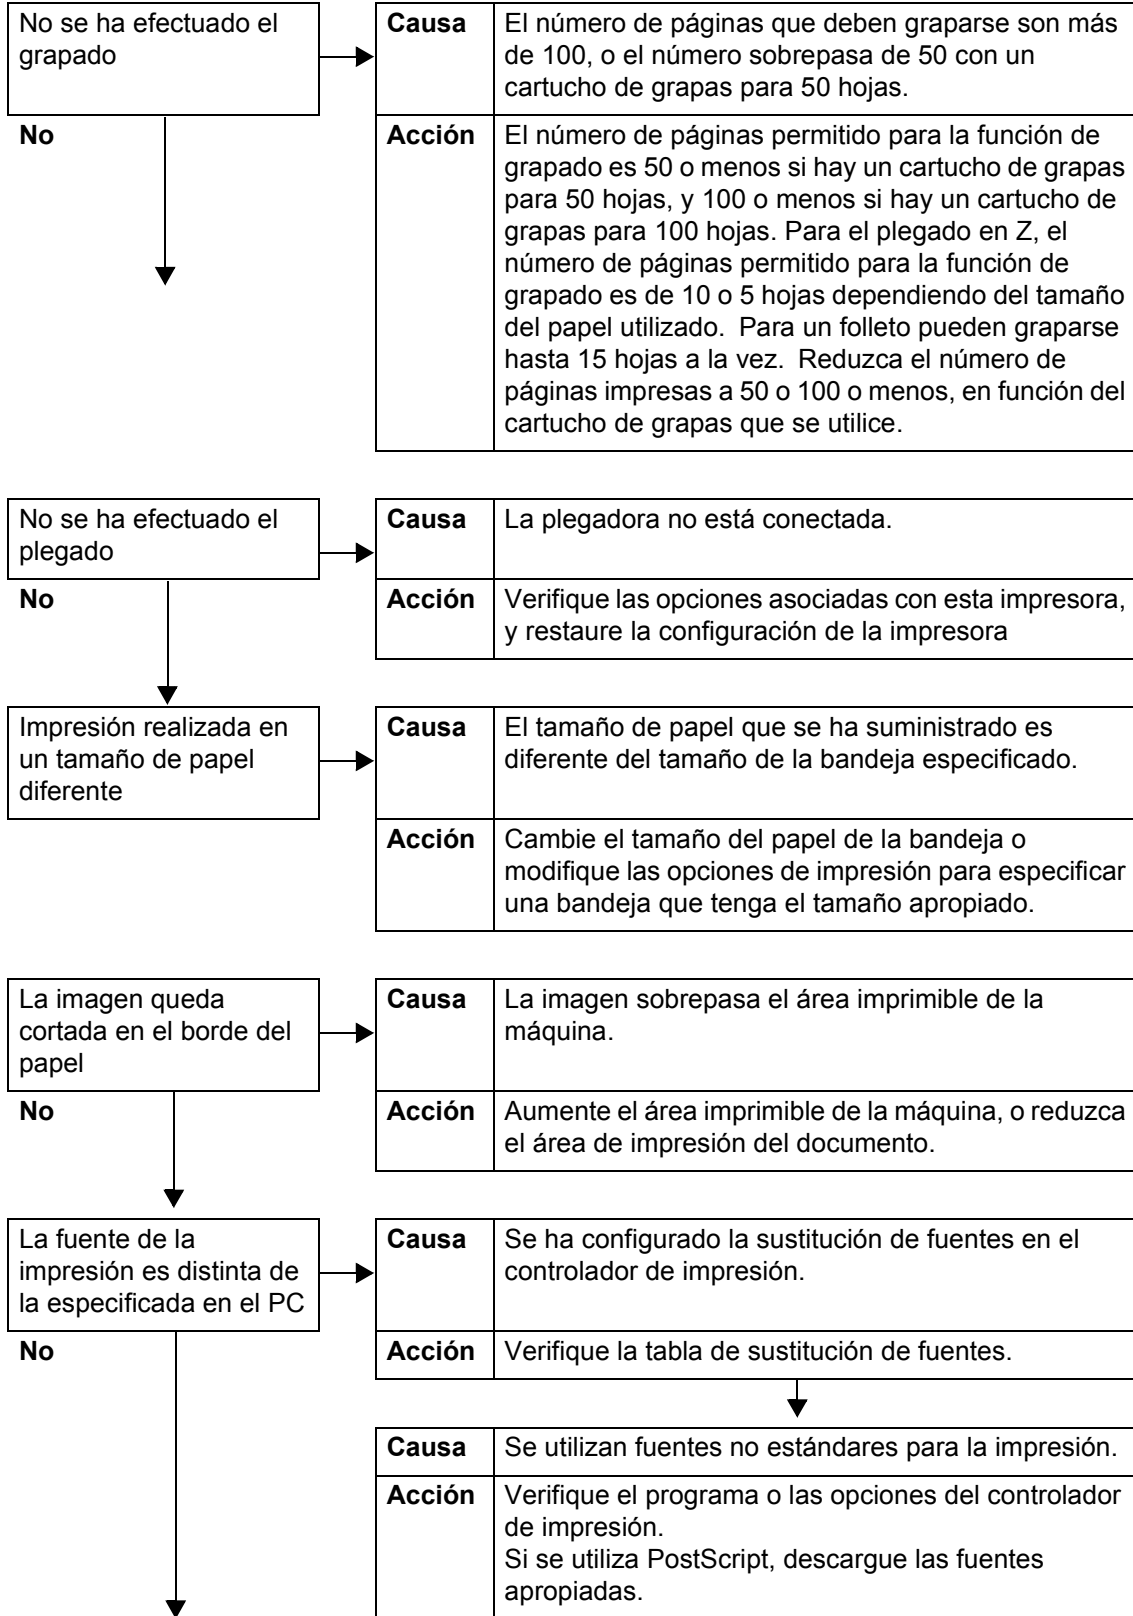 No se ha efectuado el
grapado
Causa
El número de páginas que deben graparse son más
de 100, o el número sobrepasa de 50 con un
cartucho de grapas para 50 hojas.
No
Acción
El número de páginas permitido para la función de
grapado es 50 o menos si hay un cartucho de grapas
para 50 hojas, y 100 o menos si hay un cartucho de
grapas para 100 hojas. Para el plegado en Z, el
número de páginas permitido para la función de
grapado es de 10 o 5 hojas dependiendo del tamaño
del papel utilizado.  Para un folleto pueden graparse
hasta 15 hojas a la vez.  Reduzca el número de
páginas impresas a 50 o 100 o menos, en función del
cartucho de grapas que se utilice.
No se ha efectuado el
plegado
Causa
La plegadora no está conectada.
No
Acción
Verifique las opciones asociadas con esta impresora,
y restaure la configuración de la impresora
Impresión realizada en
un tamaño de papel
diferente
Causa
El tamaño de papel que se ha suministrado es
diferente del tamaño de la bandeja especificado.
Acción
Cambie el tamaño del papel de la bandeja o
modifique las opciones de impresión para especificar
una bandeja que tenga el tamaño apropiado.
La imagen queda
cortada en el borde del
papel
Causa
La imagen sobrepasa el área imprimible de la
máquina.
No
Acción
Aumente el área imprimible de la máquina, o reduzca
el área de impresión del documento.
La fuente de la
impresión es distinta de
la especificada en el PC
Causa
Se ha configurado la sustitución de fuentes en el
controlador de impresión.
No
Acción
Verifique la tabla de sustitución de fuentes.
Causa
Se utilizan fuentes no estándares para la impresión.
Acción
Verifique el programa o las opciones del controlador
de impresión.
Si se utiliza PostScript, descargue las fuentes
apropiadas.